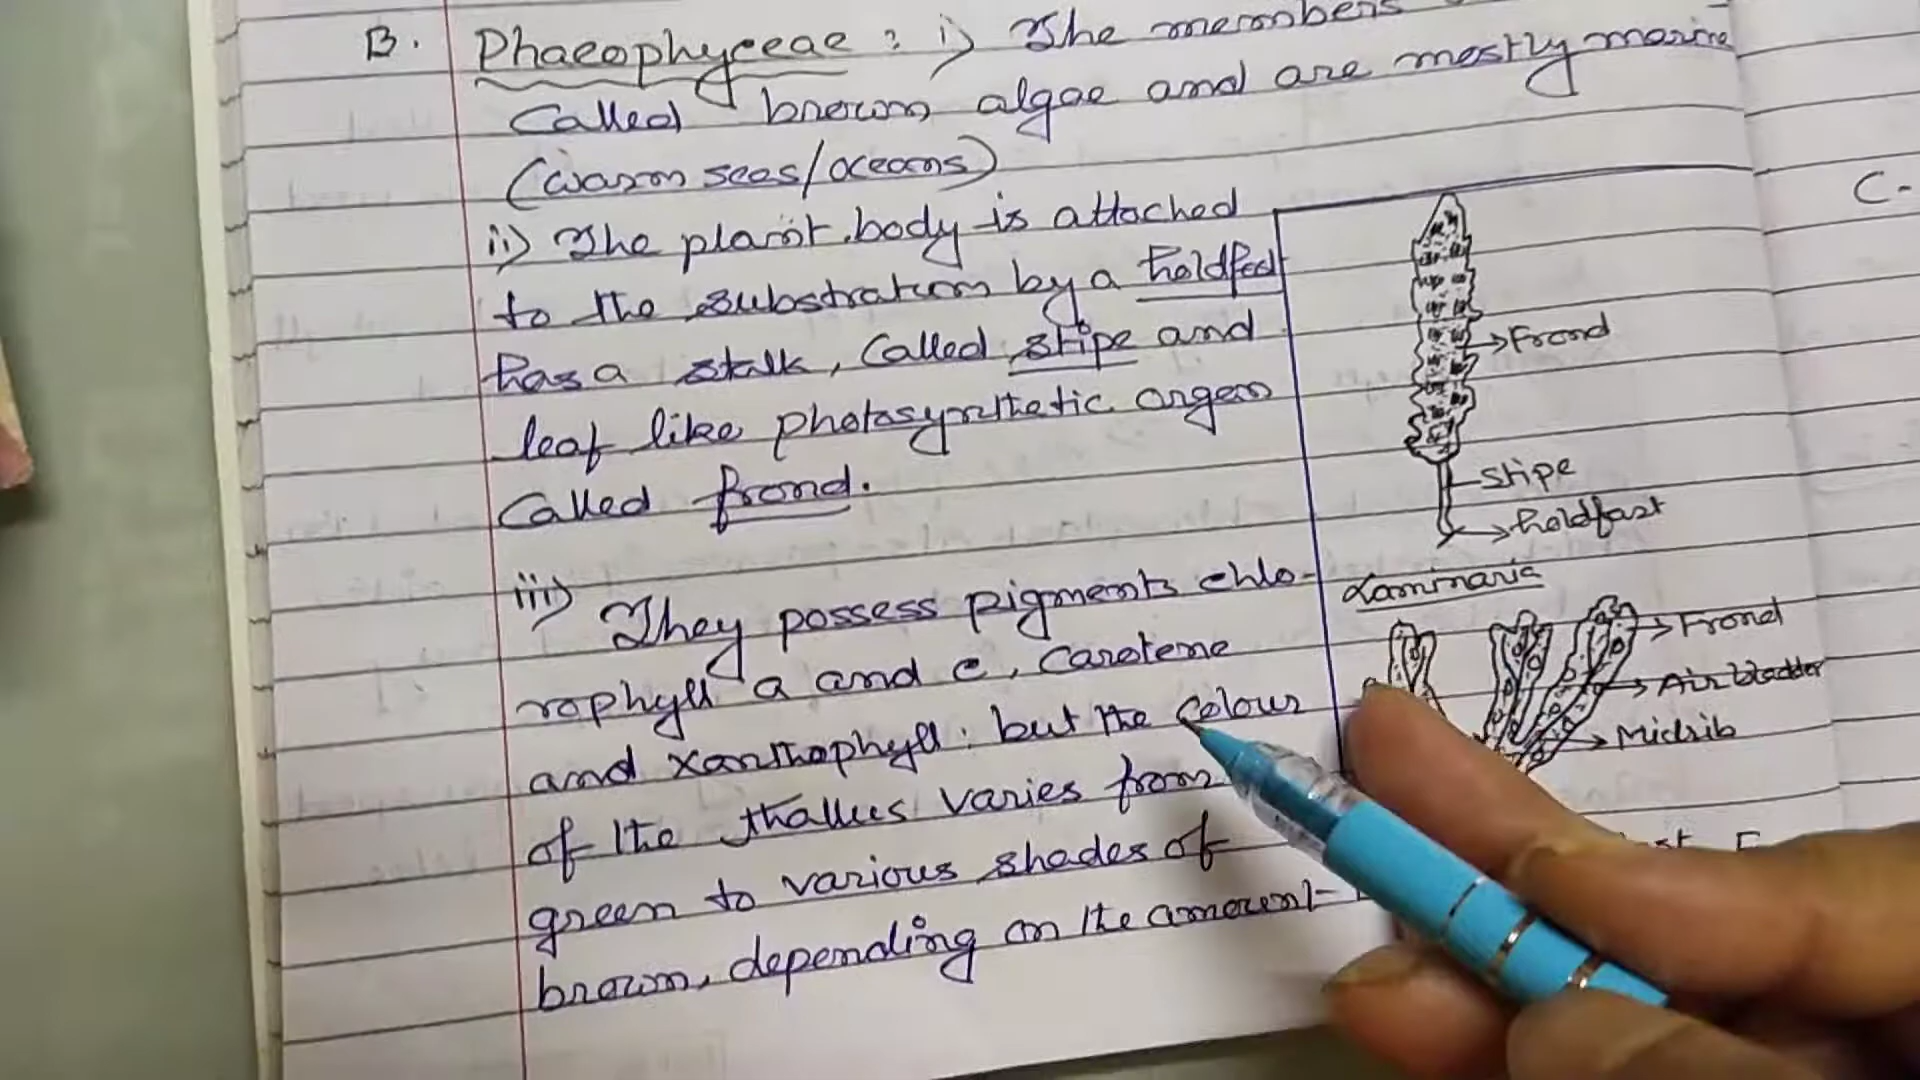 B. Phaeophyceae : i) The members
Called brown algae and are mostly marine
(warm seas/oceans)
ii) The plant body is attached
to the substratum by a holdfast
has a stalk, Called stipe and
leaf like photosynthetic organ
Called frond.
iii) They possess pigments chlo-
rophyll a and c, Carotene
and xanthophyll: but the colour
of the thallus varies from
green to various shades of
brown, depending on the amount-
Frond
stipe
holdfast
Laminaria
Frond
Air bladder
Midrib
C-